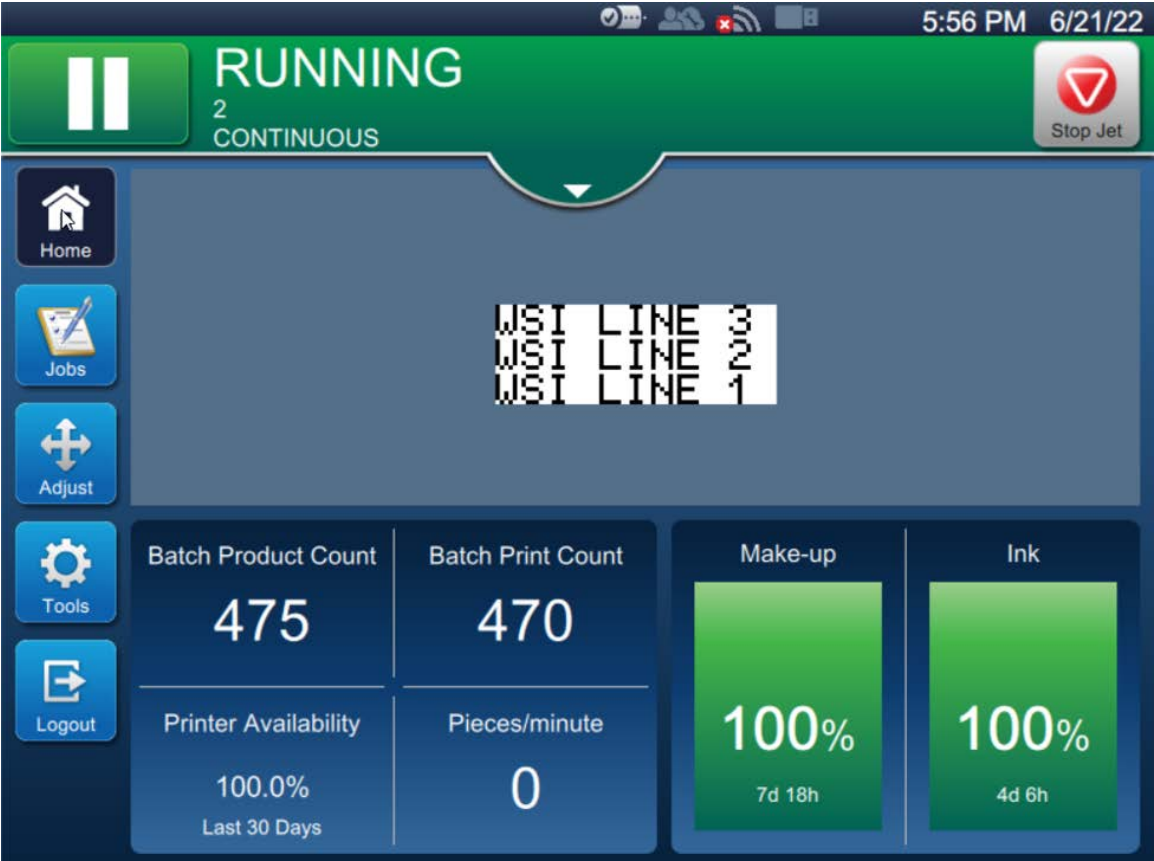 5:56 PM 6/21/22
RUNNING
2
CONTINUOUS
Stop Jet
Home
Jobs
Adjust
Tools
Logout
WSI LINE 3
WSI LINE 2
WSI LINE 1
Batch Product Count
475
Batch Print Count
470
Printer Availability
100.0%
Last 30 Days
Pieces/minute
0
Make-up
100%
7d 18h
Ink
100%
4d 6h